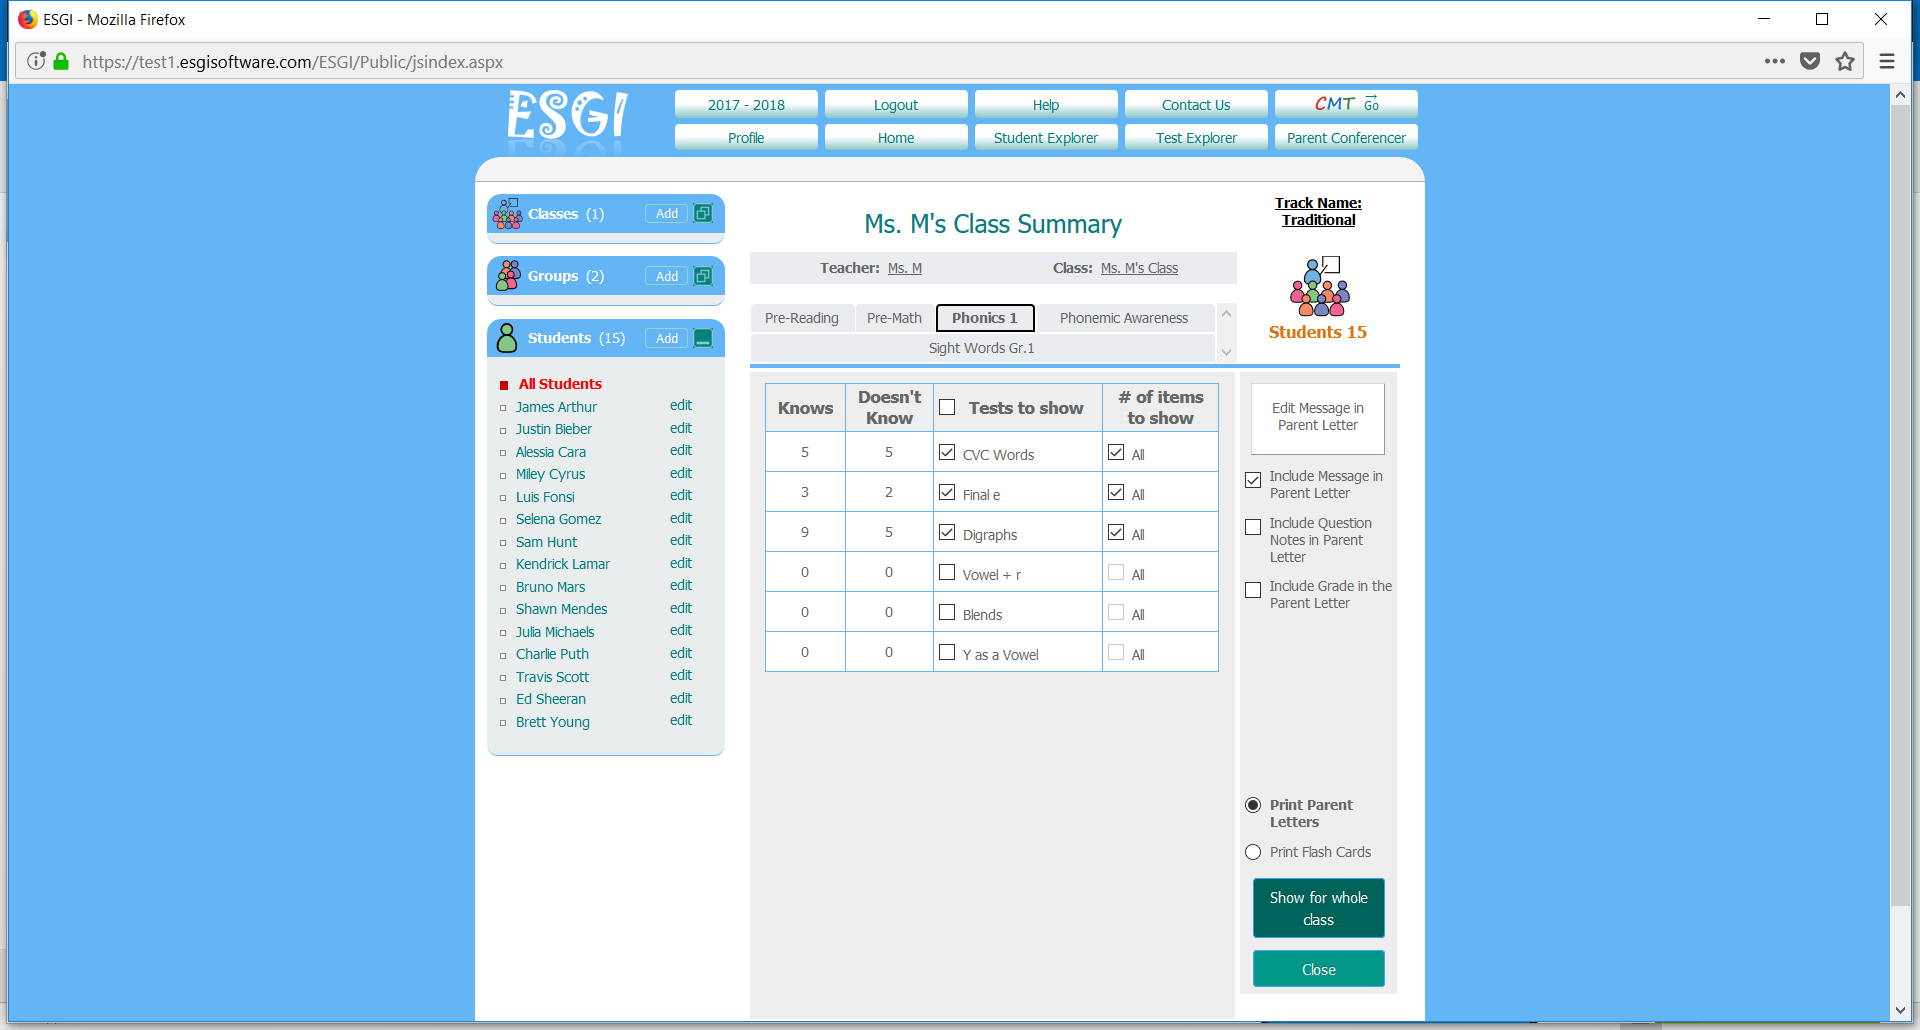 ESGI - Mozilla Firefox
https://test1.esgisoftware.com/ESGI/Public/jsindex.aspx
ESGI
2017 - 2018
Logout
Help
Contact Us
CMT Go
Profile
Home
Student Explorer
Test Explorer
Parent Conferencer
Classes (1) Add
Groups (2) Add
Students (15) Add
All Students
James Arthur edit
Justin Bieber edit
Alessia Cara edit
Miley Cyrus edit
Luis Fonsi edit
Selena Gomez edit
Sam Hunt edit
Kendrick Lamar edit
Bruno Mars edit
Shawn Mendes edit
Julia Michaels edit
Charlie Puth edit
Travis Scott edit
Ed Sheeran edit
Brett Young edit
Ms. M's Class Summary
Teacher: Ms. M Class: Ms. M's Class
Pre-Reading Pre-Math Phonics 1 Phonemic Awareness
Sight Words Gr.1
Knows
Doesn't
Know
Tests to show
# of items
to show
5 5 CVC Words All
3 2 Final e All
9 5 Digraphs All
0 0 Vowel + r All
0 0 Blends All
0 0 Y as a Vowel All
Track Name:
Traditional
Students 15
Edit Message in
Parent Letter
Include Message in
Parent Letter
Include Question
Notes in Parent
Letter
Include Grade in the
Parent Letter
Print Parent
Letters
Print Flash Cards
Show for whole
class
Close